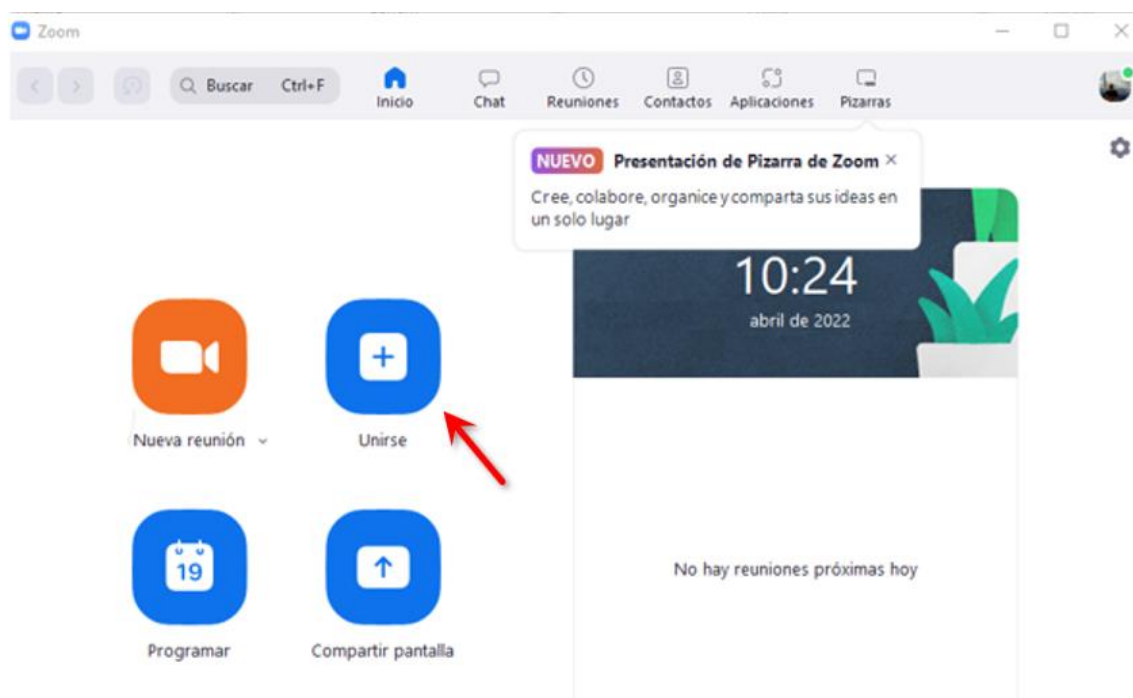 Zoom
Buscar Ctrl+F
Inicio
Chat
Reuniones
Contactos
Aplicaciones
Pizarras
NUEVO Presentación de Pizarra de Zoom
Cree, colabore, organice y comparta sus ideas en
un solo lugar
10:24
abril de 2022
Nueva reunión
Unirse
19
Programar
Compartir pantalla
No hay reuniones próximas hoy